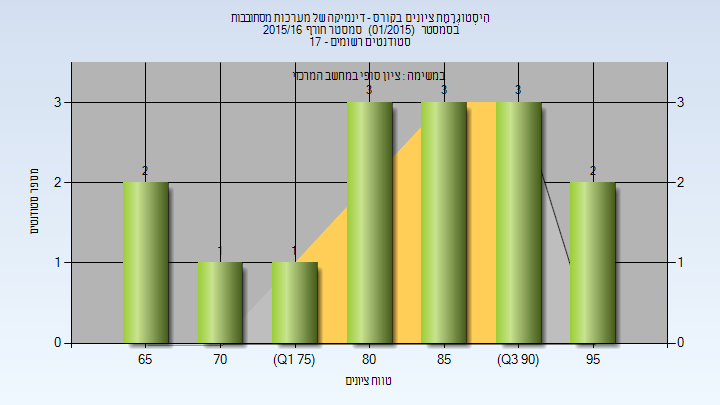 היסטוגרמת ציונים בקורס - דינמיקה של מערכות מסחובבות
בסמסטר (01/2015) סמסטר חורף 2015/16
סטודנטים רשומים - 17
במשימה : ציון סופי במחשב המרכזי
3
2
1
0
3
2
1
0
2
1
1
3
3
3
2
65
70
(Q1 75)
80
85
(Q3 90)
95
מספר סטודנטים
טווח ציונים